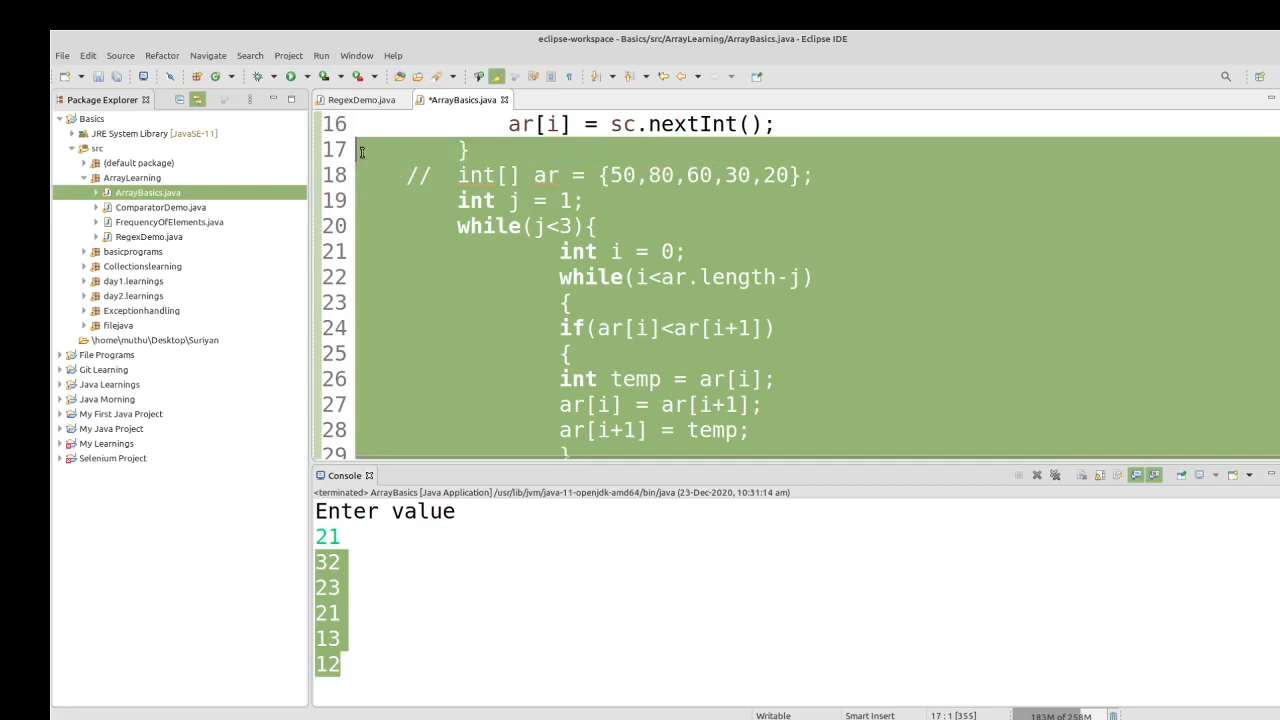 eclipse-workspace - Basics/src/ArrayLearning/ArrayBasics.java - Eclipse IDE
File Edit Source Refactor Navigate Search Project Run Window Help
Package Explorer
Basics
JRE System Library [JavaSE-11]
src
(default package)
ArrayLearning
ArrayBasics.java
ComparatorDemo.java
FrequencyOfElements.java
RegexDemo.java
basicprograms
Collectionslearning
day1.learnings
day2.learnings
Exceptionhandling
filejava
\home\muthu\Desktop\Suriyan
File Programs
Git Learning
Java Learnings
Java Morning
My First Java Project
My Java Project
My Learnings
Selenium Project
RegexDemo.java *ArrayBasics.java
16 ar[i] = sc.nextInt();
17 }
18 // int[] ar = {50,80,60,30,20};
19 int j = 1;
20 while(j<3){
21 int i = 0;
22 while(i<ar.length-j)
23 {
24 if(ar[i]<ar[i+1])
25 {
26 int temp = ar[i];
27 ar[i] = ar[i+1];
28 ar[i+1] = temp;
29 }
Console
<terminated> ArrayBasics [Java Application] /usr/lib/jvm/java-11-openjdk-amd64/bin/java (23-Dec-2020, 10:31:14 am)
Enter value
21
32
23
21
13
12
Writable Smart Insert 17 : 1 [355] 183M of 258M